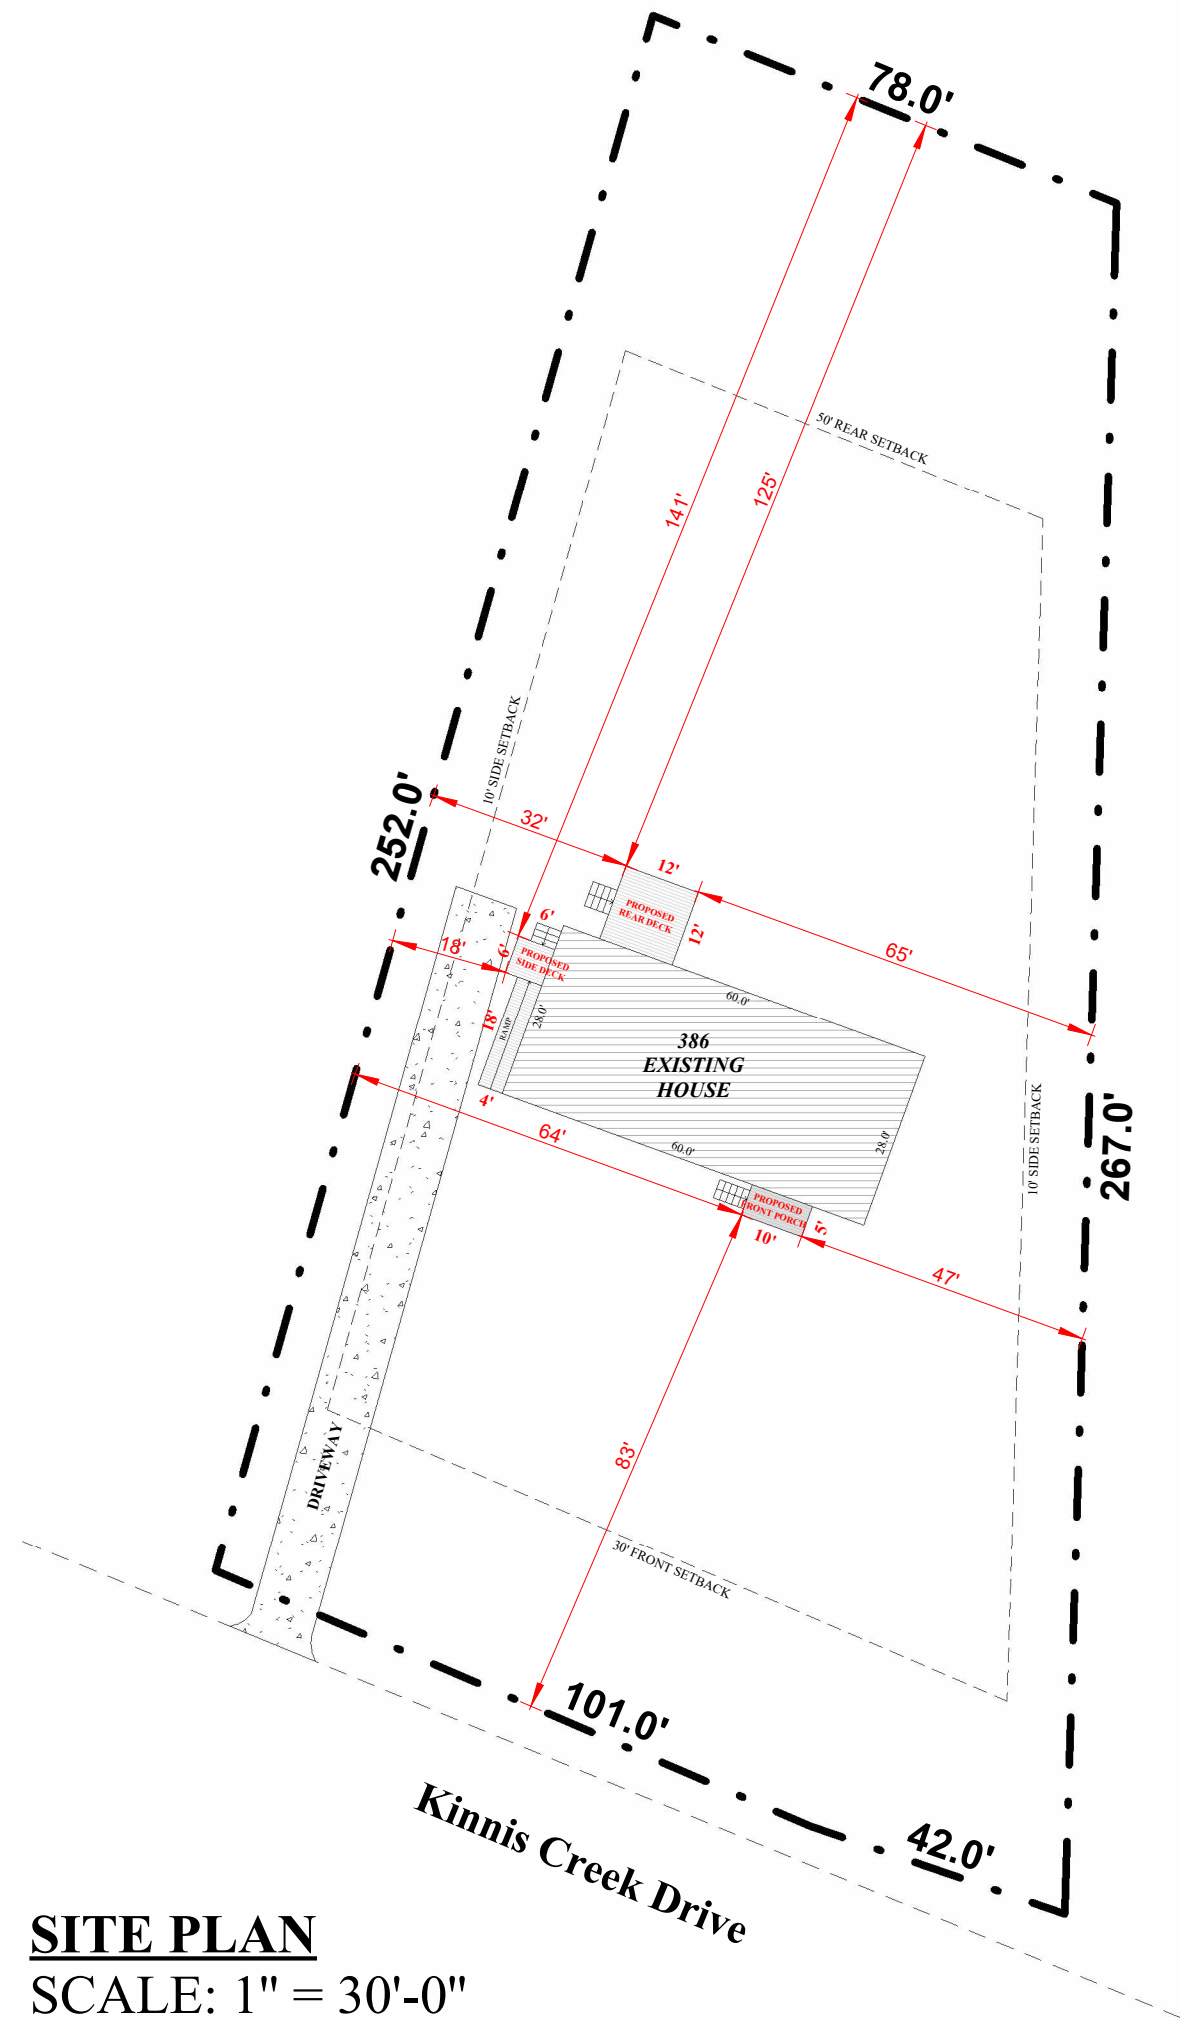 78.0'
50' REAR SETBACK
141'
125'
10' SIDE SETBACK
252.0'
32'
12'
PROPOSED
REAR DECK
12'
65'
6'
18'
6'
PROPOSED
SIDE DECK
18'
RAMP
28.0'
60.0'
386
EXISTING
HOUSE
4'
64'
60.0'
28.0'
10' SIDE SETBACK
267.0'
PROPOSED
FRONT PORCH
5'
10'
47'
83'
DRIVEWAY
30' FRONT SETBACK
101.0'
42.0'
Kinnis Creek Drive
SITE PLAN
SCALE: 1" = 30'-0"